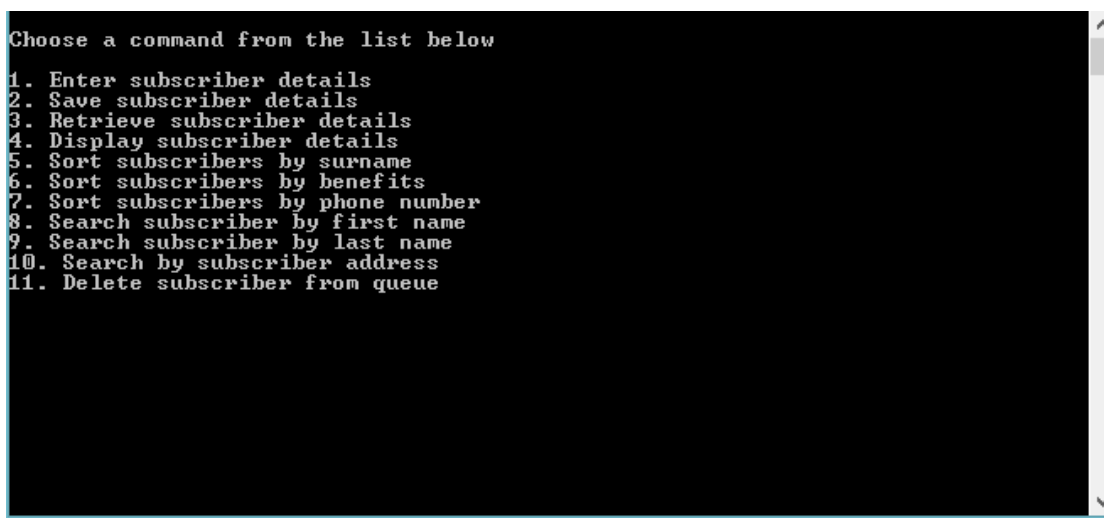 Choose a command from the list below
1. Enter subscriber details
2. Save subscriber details
3. Retrieve subscriber details
4. Display subscriber details
5. Sort subscribers by surname
6. Sort subscribers by benefits
7. Sort subscribers by phone number
8. Search subscriber by first name
9. Search subscriber by last name
10. Search by subscriber address
11. Delete subscriber from queue